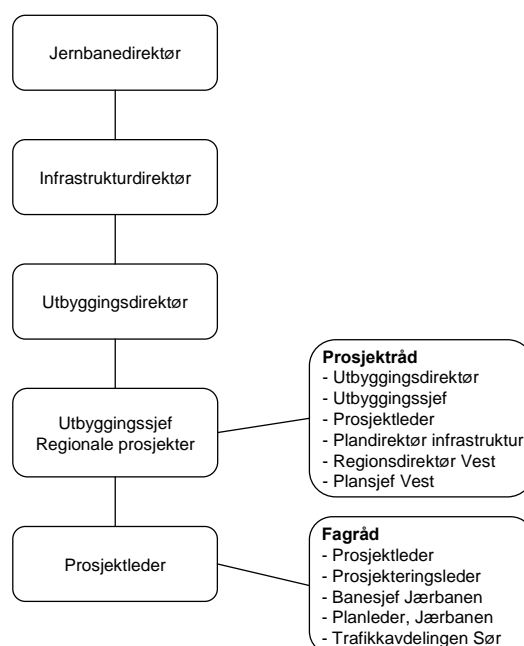 Jernbanedirektør
Infrastrukturdirektør
Utbyggingsdirektør
Utbyggingssjef
Regionale prosjekter
Prosjektråd
- Utbyggingsdirektør
- Utbyggingssjef
- Prosjektleder
- Plandirektør infrastruktur
- Regionsdirektør Vest
- Plansjef Vest
Prosjektleder
Fagråd
- Prosjektleder
- Prosjekteringsleder
- Banesjef Jærbanen
- Planleder, Jærbanen
- Trafikkavdelingen Sør